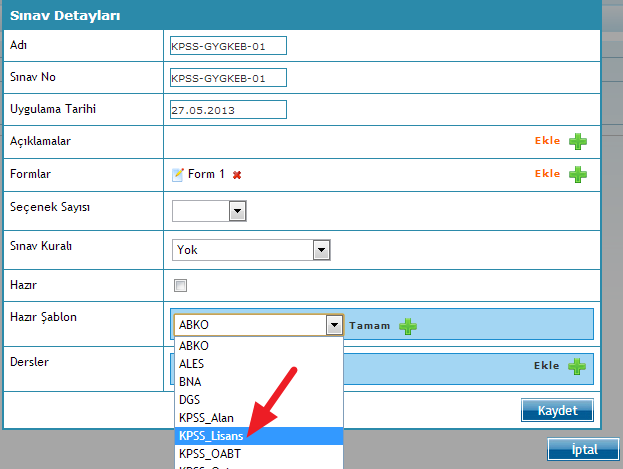 Sınav Detayları
Adı KPSS-GYGKEB-01
Sınav No KPSS-GYGKEB-01
Uygulama Tarihi 27.05.2013
Açıklamalar Ekle
Formlar Form 1 Ekle
Seçenek Sayısı
Sınav Kuralı Yok
Hazır
Hazır Şablon ABKO Tamam
ABKO
Dersler ALES Ekle
BNA
DGS
KPSS_Alan Kaydet
KPSS_Lisans
KPSS_OABT İptal